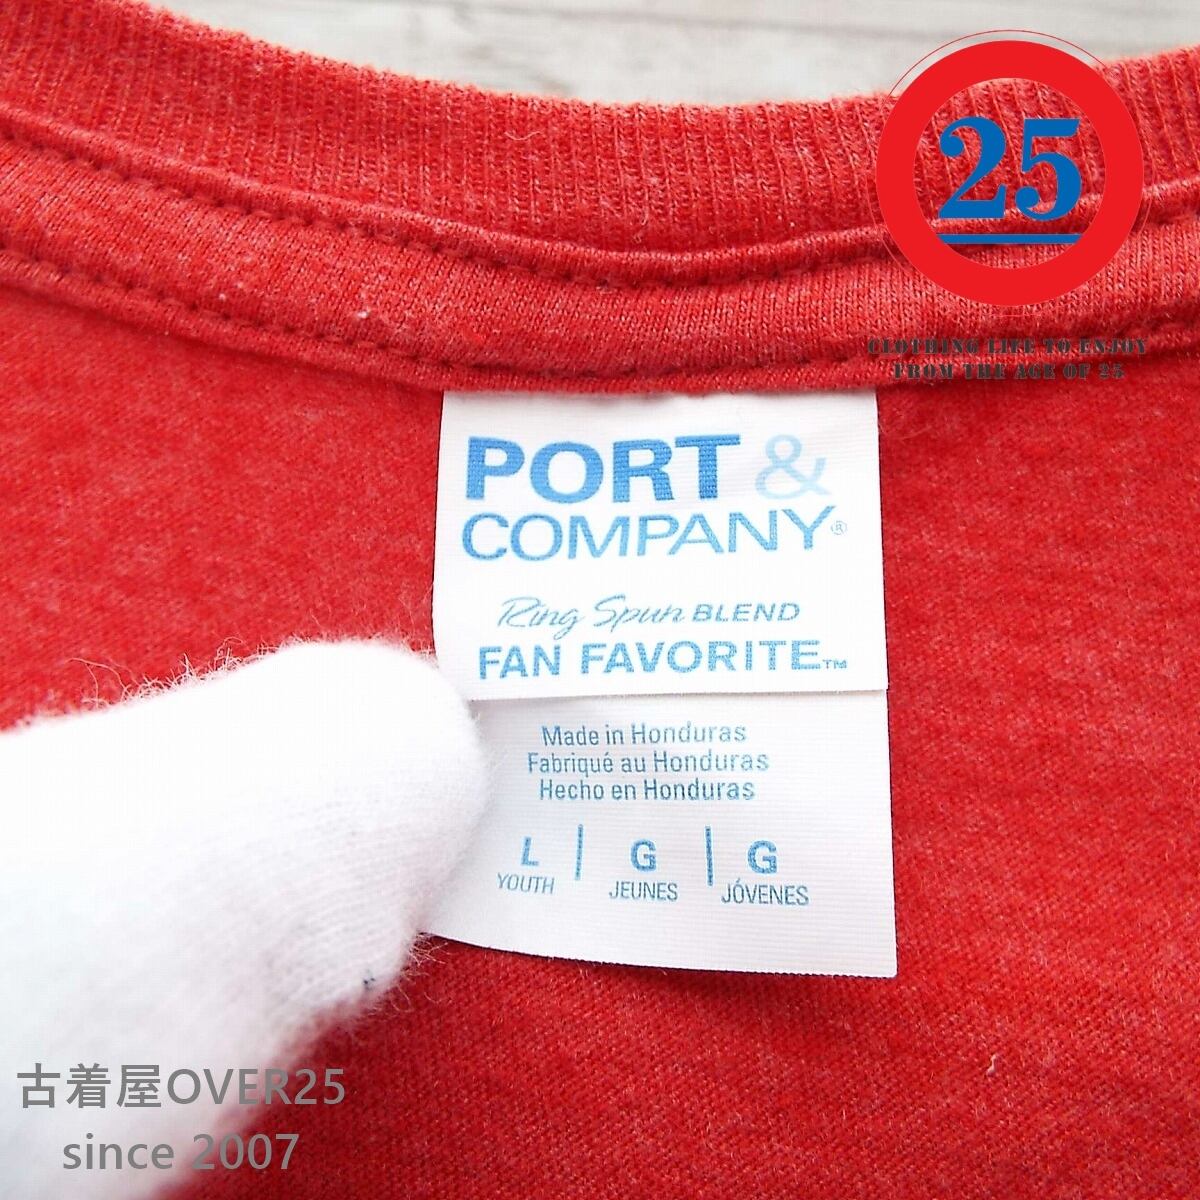 25
CLOTHING LIFE TO ENJOY
FROM THE AGE OF 25
PORT &
COMPANY®
Ring Spun BLEND
FAN FAVORITE™
Made in Honduras
Fabriqué au Honduras
Hecho en Honduras
L | G | G
YOUTH JEUNES JÓVENES
古着屋OVER25
since 2007